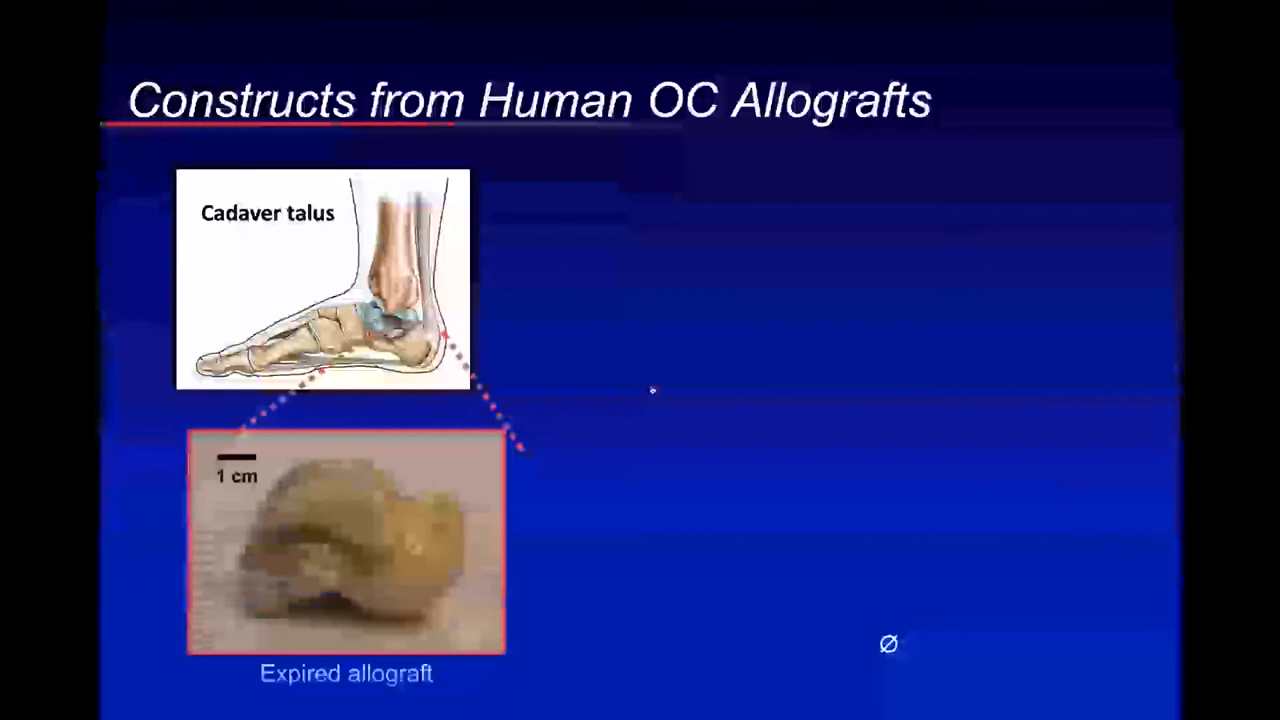 Constructs from Human OC Allografts
Cadaver talus
1 cm
Expired allograft
Ø